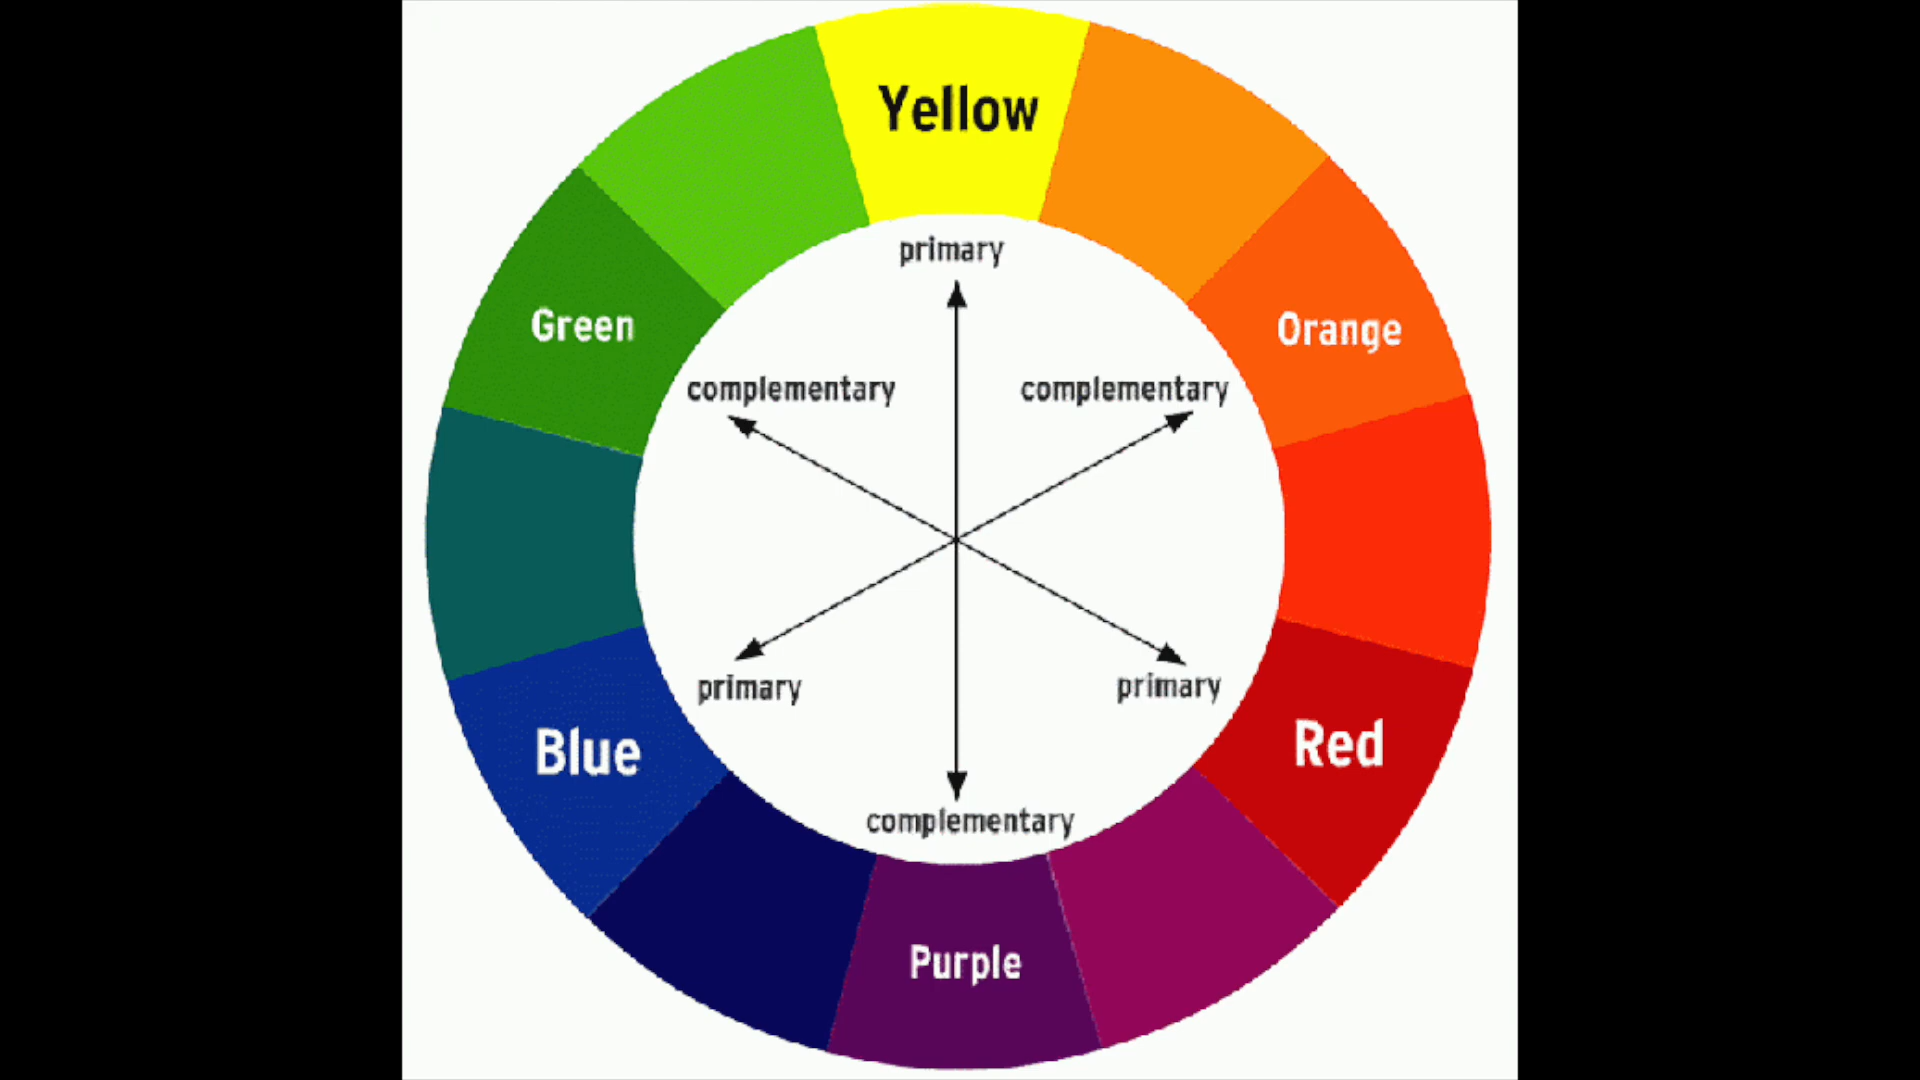 Yellow
primary
Green
Orange
complementary
complementary
primary
primary
Blue
Red
complementary
Purple